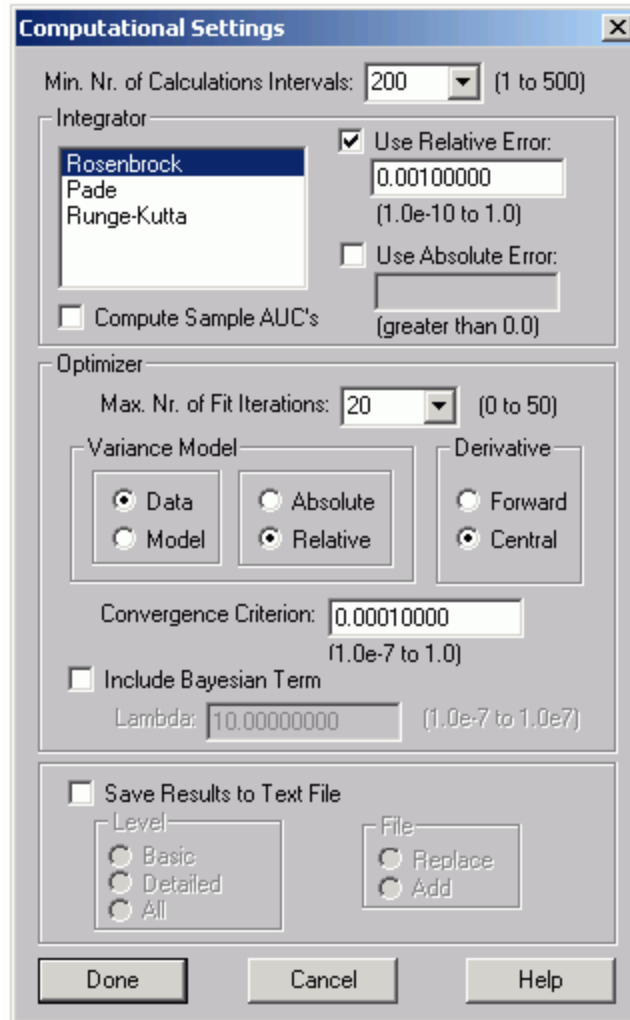 Computational Settings
Min. Nr. of Calculations Intervals: 200 (1 to 500)
Integrator
Rosenbrock
Pade
Runge-Kutta
Use Relative Error:
0.00100000
(1.0e-10 to 1.0)
Use Absolute Error:
(greater than 0.0)
Compute Sample AUC's
Optimizer
Max. Nr. of Fit Iterations: 20 (0 to 50)
Variance Model
Data
Model
Absolute
Relative
Derivative
Forward
Central
Convergence Criterion: 0.00010000
(1.0e-7 to 1.0)
Include Bayesian Term
Lambda: 10.00000000 (1.0e-7 to 1.0e7)
Save Results to Text File
Level
Basic
Detailed
All
File
Replace
Add
Done Cancel Help